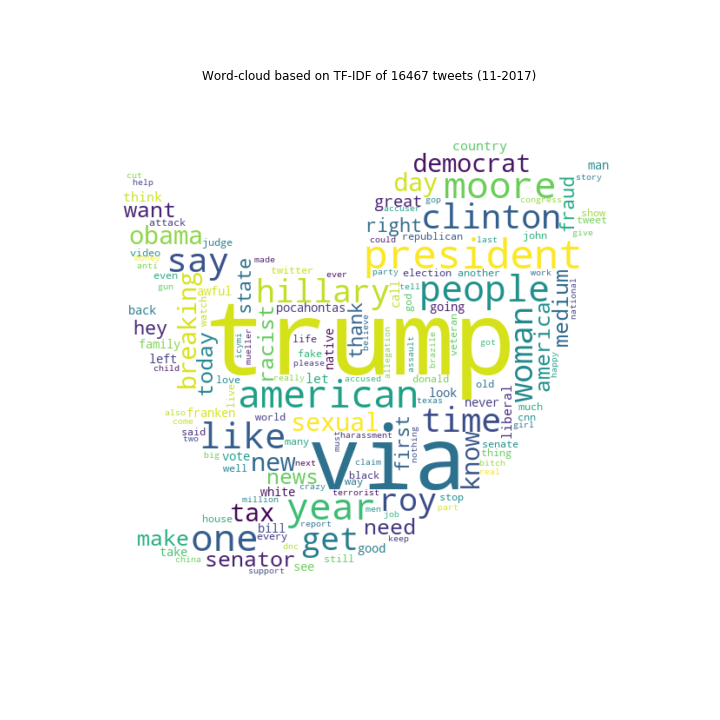 Word-cloud based on TF-IDF of 16467 tweets (11-2017)
country
democrat
man
cut
help
story
day
moore
think
great
gop
congress
fraud
show
want
attack
accuser
tweet
right
clinton
give
obama
judge
could
republican
last
john
video
money
say
made
president
anti
party
election
another
work
even
state
twitter
ever
call
tell
people
medium
national
gun
awful
hillary
god
breaking
watch
pocahontas
going
america
back
thank
hey
trump
veteran
woman
racist
life
native
believe
allegation
assault
brazile
got
happy
family
today
icymi
mueller
fake
left
please
child
love
really
let
accused
donald
live
american
texas
look
old
never
liberal
much
also
franken
world
sexual
time
cnn
come
girl
said
like
many
must
harassment
first
nothing
know
senate
two
via
thing
big
vote
new
next
claim
bitch
well
news
crazy
way
black
real
white
terrorist
million
year
men
roy
stop
tax
job
part
house
report
need
make
one
bill
every
get
keep
take
dnc
good
china
senator
see
still
support